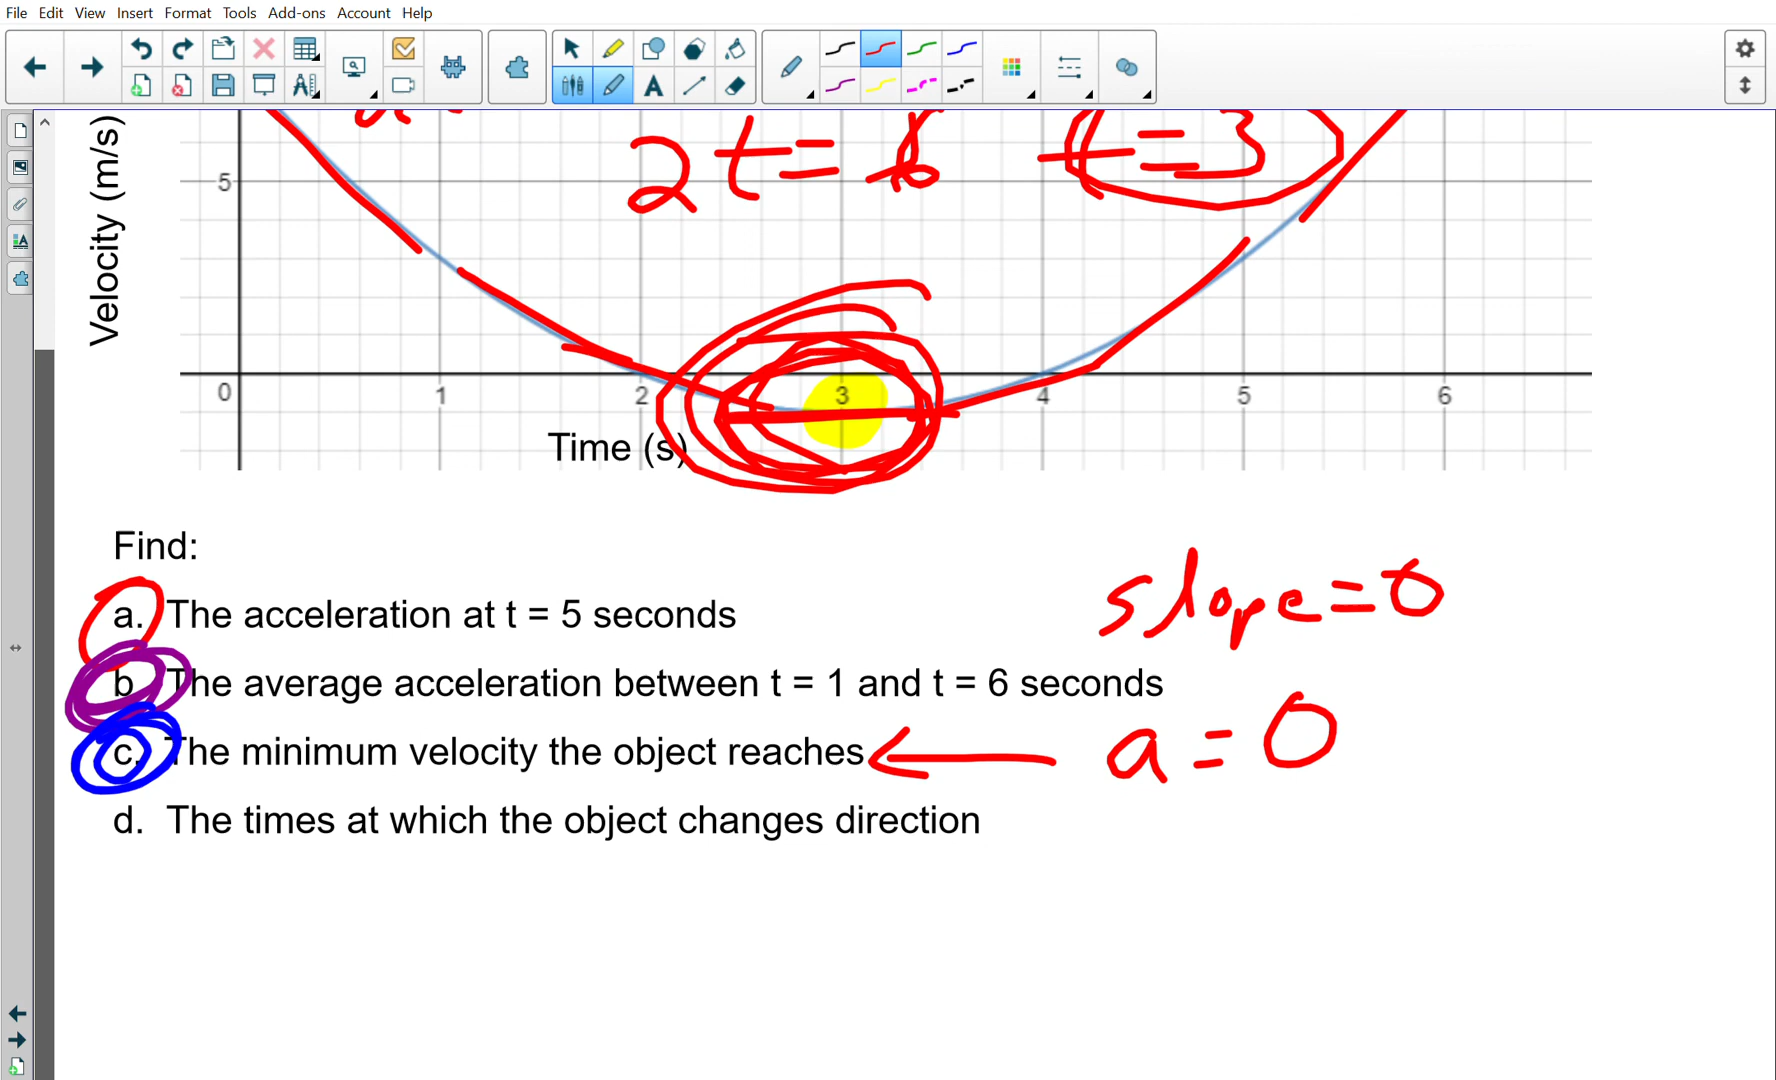 File Edit View Insert Format Tools Add-ons Account Help
Velocity (m/s)
5
2t=6
t=3
0 1 2 3 4 5 6
Time (s)
Find:
a. The acceleration at t = 5 seconds
slope=0
b. The average acceleration between t = 1 and t = 6 seconds
c. The minimum velocity the object reaches
a=0
d. The times at which the object changes direction